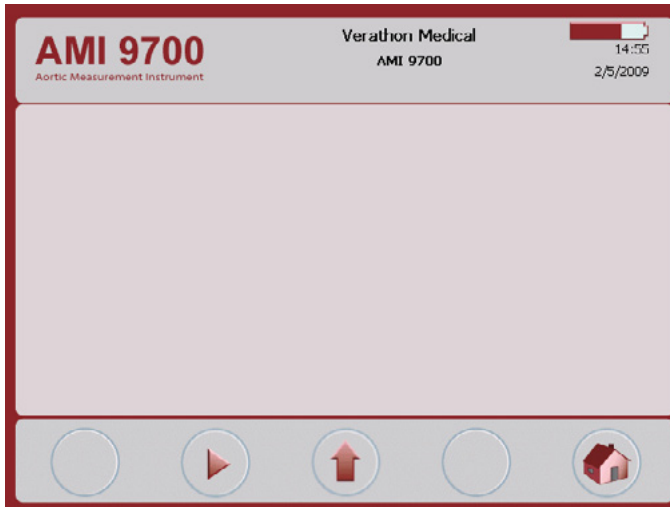 AMI 9700
Aortic Measurement Instrument
Verathon Medical
AMI 9700
14:55
2/5/2009